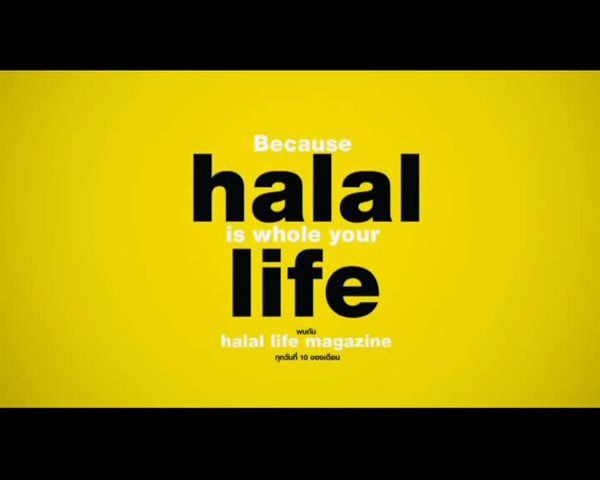 Because
halal
is whole your
life
พบกับ
halal life magazine
ทุกวันที่ 10 ของเดือน